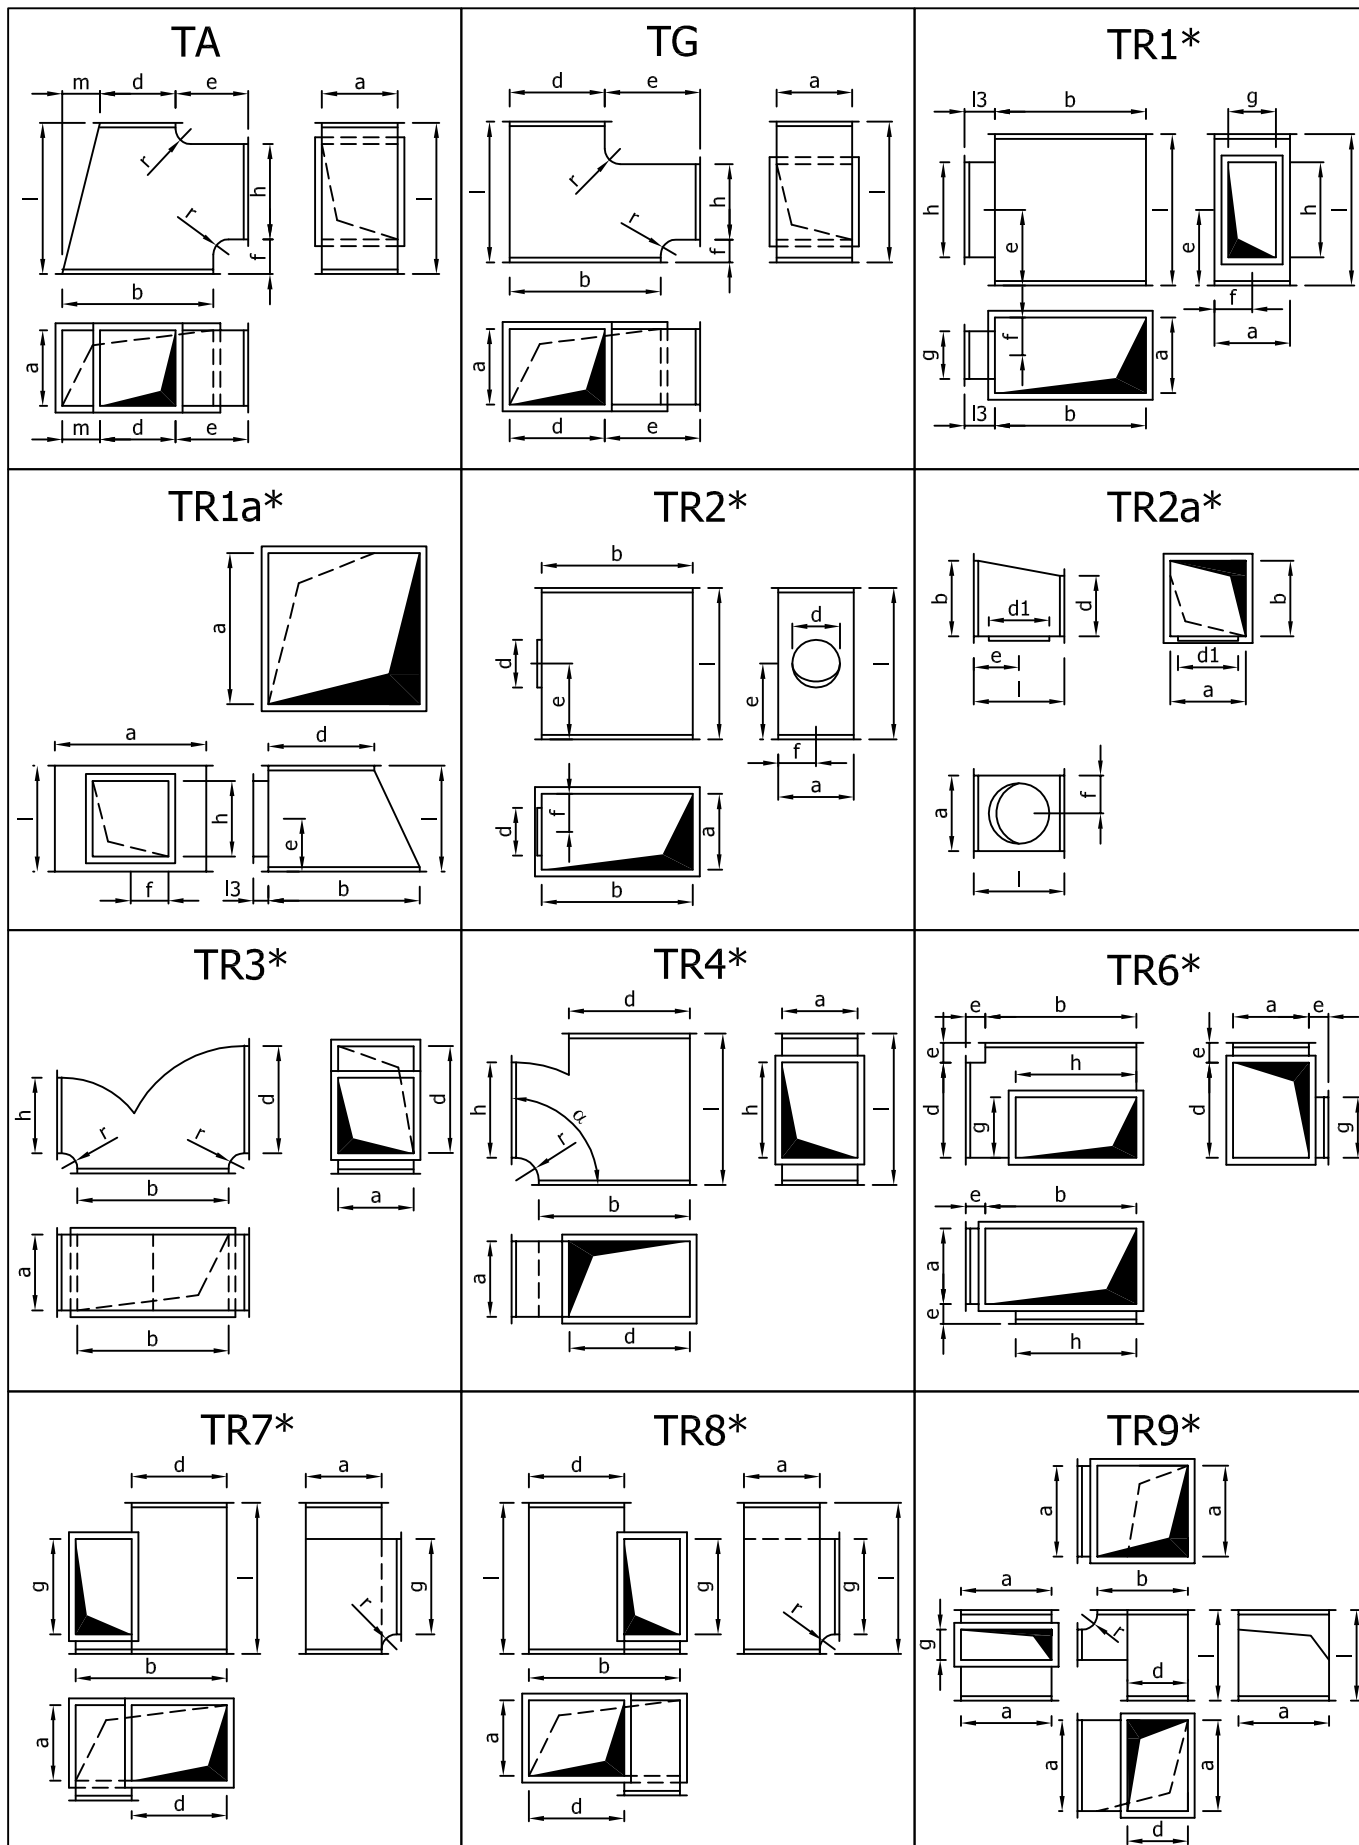 TA
m d e a
l r h r f l
b
a
m d e
TG
d e a
l r h r f l
b
a
d e
TR1*
l3 b g
h e l e h l
f a
g f a
l3 b
TR1a*
a
a d
l h e l
f l3 b
TR2*
b
d e l d e l
f a
d f a
b
TR2a*
b d1 d b
e d1
l a
a f
l
TR3*
h r r d d
b a
a
b
TR4*
d a
h α r l h l
b
a
d
TR6*
e b a e
e h e
d g d g
e b
a
e h
TR7*
d a
g l r g
b
a
d
TR8*
d a
l g r g l
b
a
d
TR9*
a a
a b
g r l l
d
a a
a a
d